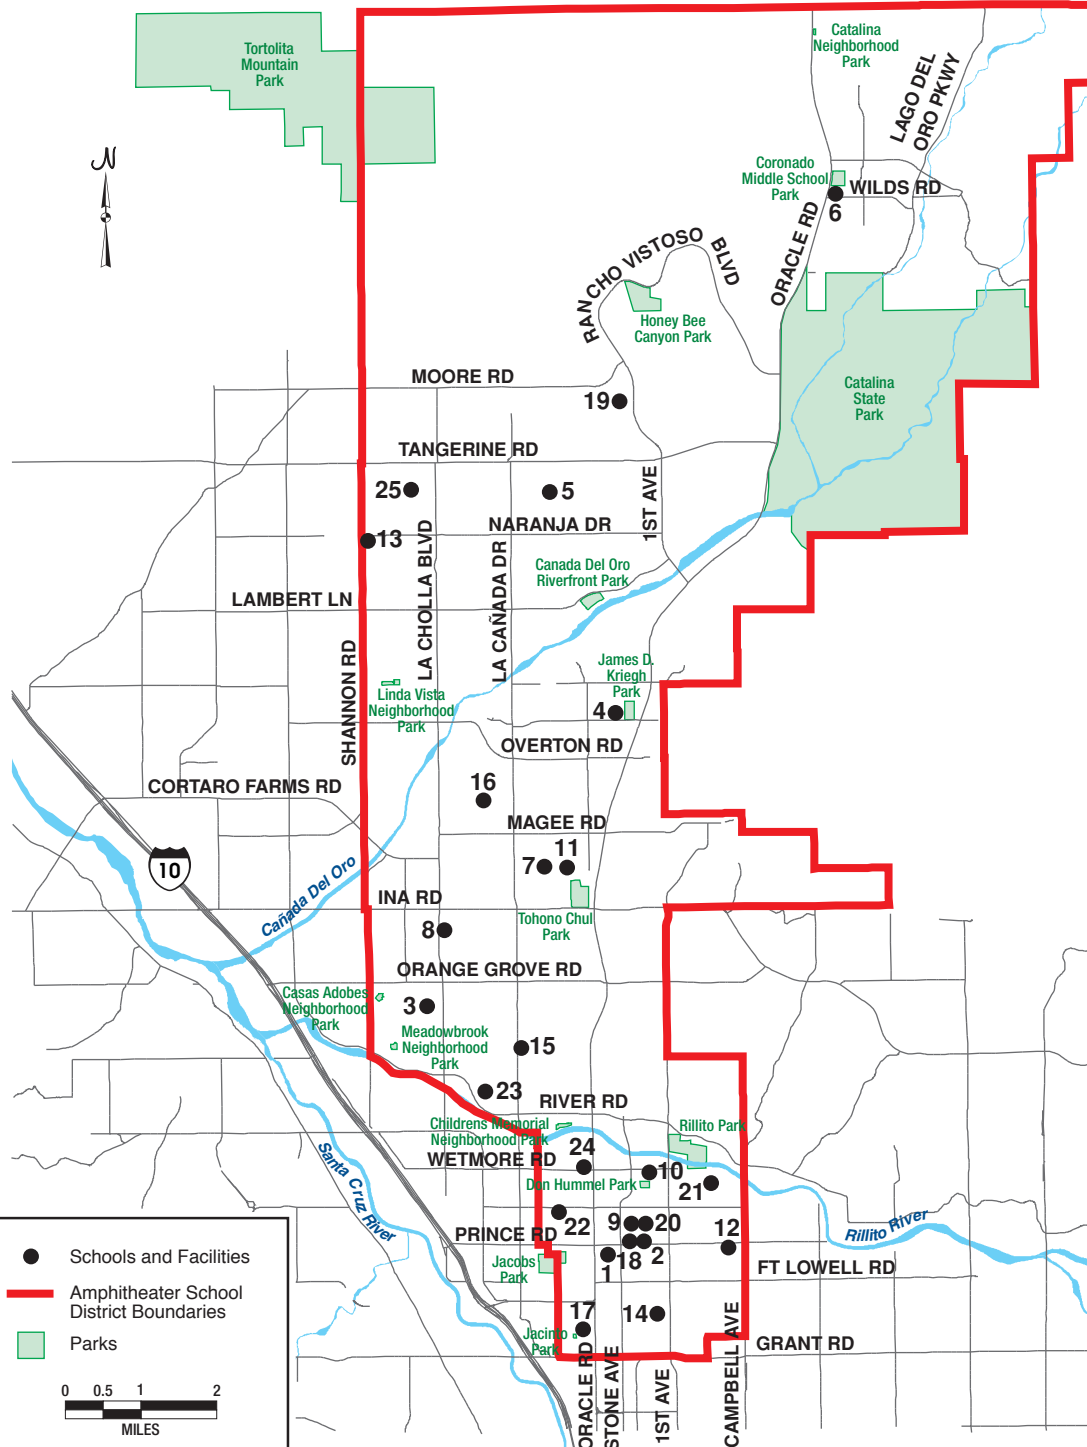 Tortolita
Mountain
Park
Catalina
Neighborhood
Park
LAGO DEL
ORO PKWY
N
Coronado
Middle School
Park
WILDS RD
6
ORACLE RD
RANCHO VISTOSO BLVD
Honey Bee
Canyon Park
Catalina
State
Park
MOORE RD
19
TANGERINE RD
25
5
1ST AVE
NARANJA DR
13
LA CHOLLA BLVD
LA CAÑADA DR
Canada Del Oro
Riverfront Park
LAMBERT LN
SHANNON RD
James D.
Kriegh
Park
Linda Vista
Neighborhood
Park
4
OVERTON RD
16
CORTARO FARMS RD
MAGEE RD
10
7
11
Cañada Del Oro
INA RD
Tohono Chul
Park
8
ORANGE GROVE RD
Casas Adobes
Neighborhood
Park
3
Meadowbrook
Neighborhood
Park
15
23
RIVER RD
Childrens Memorial
Neighborhood Park
Rillito Park
24
WETMORE RD
10
Don Hummel Park
21
Santa Cruz River
22
9
20
12
Rillito River
PRINCE RD
18
2
1
Jacobs
Park
FT LOWELL RD
17
14
Jacinto
Park
GRANT RD
ORACLE RD
STONE AVE
1ST AVE
CAMPBELL AVE
Schools and Facilities
Amphitheater School
District Boundaries
Parks
0 0.5 1 2
MILES